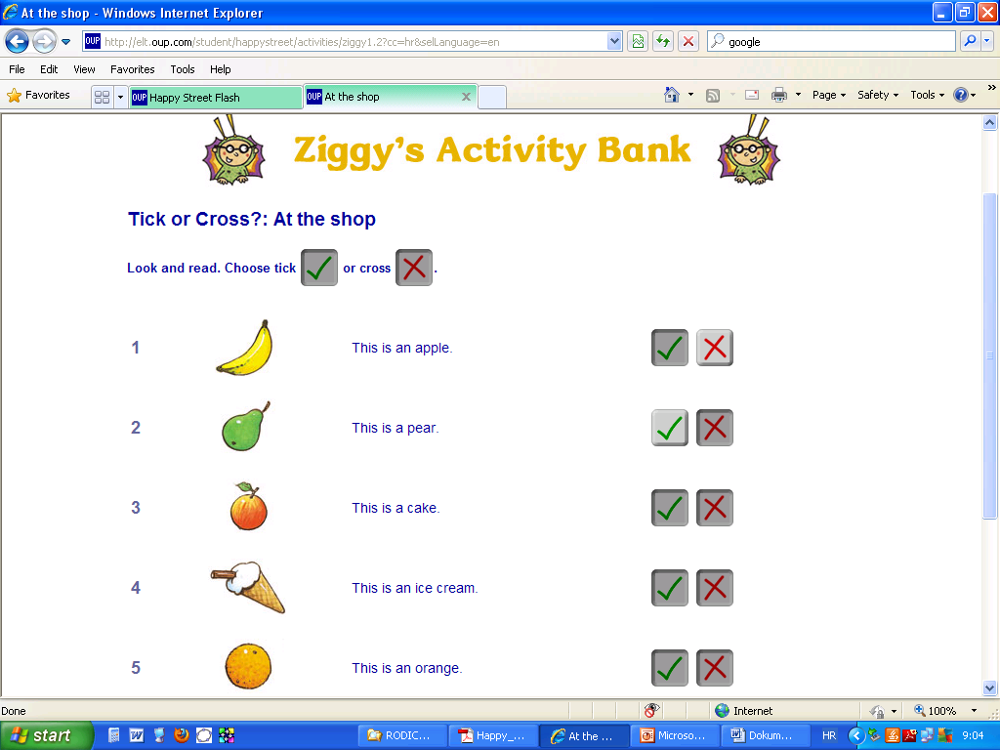 At the shop - Windows Internet Explorer
OUP http://elt.oup.com/student/happystreet/activities/ziggy1.2?cc=hr&selLanguage=en google
File Edit View Favorites Tools Help
Favorites OUP Happy Street Flash OUP At the shop x Page Safety Tools ? »
Ziggy's Activity Bank
Tick or Cross?: At the shop
Look and read. Choose tick or cross .
1 This is an apple.
2 This is a pear.
3 This is a cake.
4 This is an ice cream.
5 This is an orange.
Done Internet 100%
start RODIC... Happy_... At the ... Microso... Dokum... HR 9:04